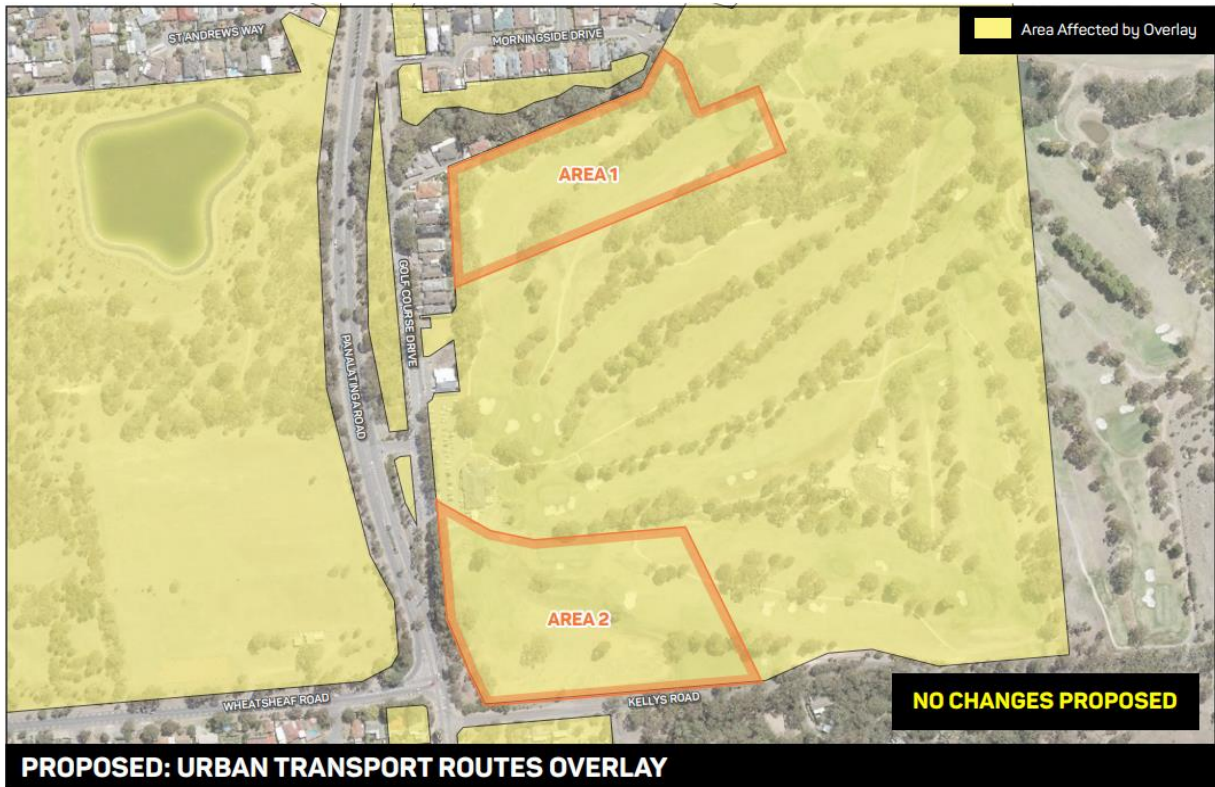 ST ANDREWS WAY
MORNINGSIDE DRIVE
Area Affected by Overlay
AREA 1
GOLF COURSE DRIVE
PANALATINGA ROAD
AREA 2
WHEATSHEAF ROAD
KELLYS ROAD
NO CHANGES PROPOSED
PROPOSED: URBAN TRANSPORT ROUTES OVERLAY